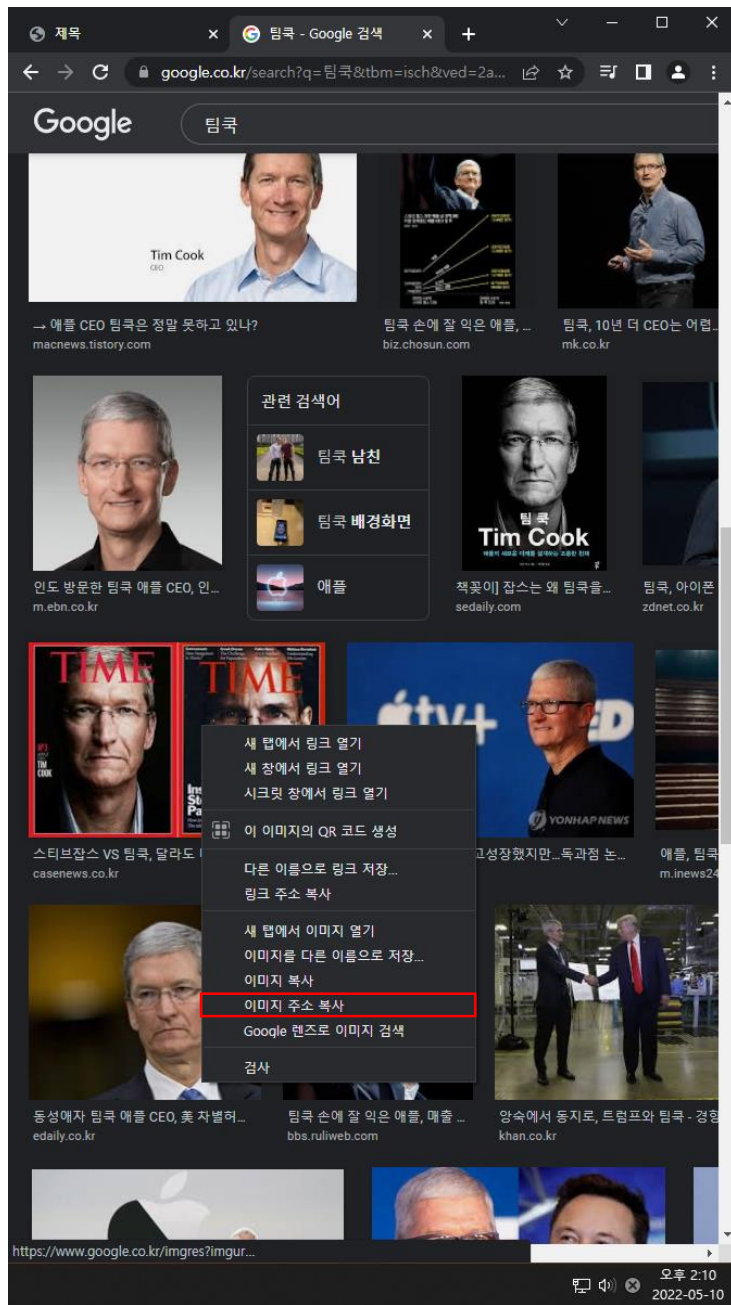 제목
팀쿡 - Google 검색
google.co.kr/search?q=팀쿡&tbm=isch&ved=2a...
Google
팀쿡
Tim Cook
CEO
→ 애플 CEO 팀쿡은 정말 못하고 있나?
macnews.tistory.com
팀쿡 손에 잘 익은 애플, ...
biz.chosun.com
팀쿡, 10년 더 CEO는 어렵...
mk.co.kr
관련 검색어
팀쿡 남친
팀쿡 배경화면
애플
팀 쿡
Tim Cook
인도 방문한 팀쿡 애플 CEO, 인...
m.ebn.co.kr
책꽂이] 잡스는 왜 팀쿡을...
sedaily.com
팀쿡, 아이폰
zdnet.co.kr
TIME
TIM
COOK
TIME
tv+
YONHAPNEWS
새 탭에서 링크 열기
새 창에서 링크 열기
시크릿 창에서 링크 열기
이 이미지의 QR 코드 생성
다른 이름으로 링크 저장...
링크 주소 복사
새 탭에서 이미지 열기
이미지를 다른 이름으로 저장...
이미지 복사
이미지 주소 복사
Google 렌즈로 이미지 검색
검사
스티브잡스 VS 팀쿡, 달라도
casenews.co.kr
고성장했지만...독과점 논...
애플, 팀쿡
m.inews24
동성애자 팀쿡 애플 CEO, 美 차별허...
edaily.co.kr
팀쿡 손에 잘 익은 애플, 매출 ...
bbs.ruliweb.com
앙숙에서 동지로, 트럼프와 팀쿡 - 경향
khan.co.kr
https://www.google.co.kr/imgres?imgur...
오후 2:10
2022-05-10